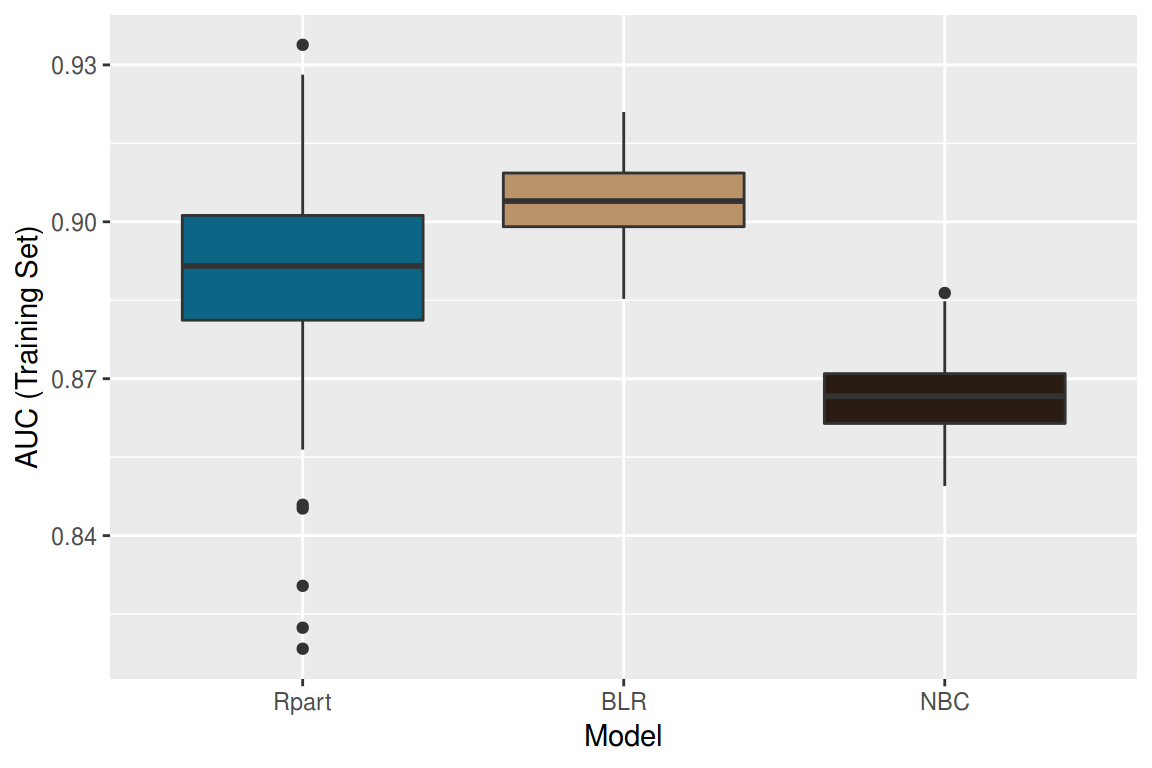 AUC (Training Set)
0.93
0.90
0.87
0.84
Rpart BLR NBC
Model